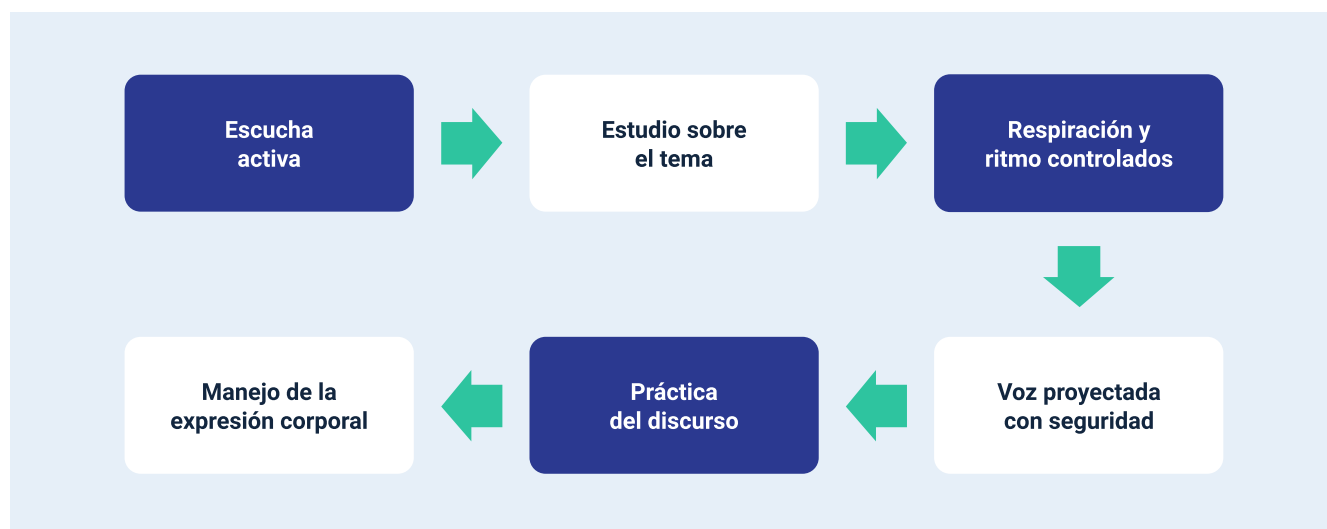 Escucha
activa
Estudio sobre
el tema
Respiración y
ritmo controlados
Voz proyectada
con seguridad
Práctica
del discurso
Manejo de la
expresión corporal